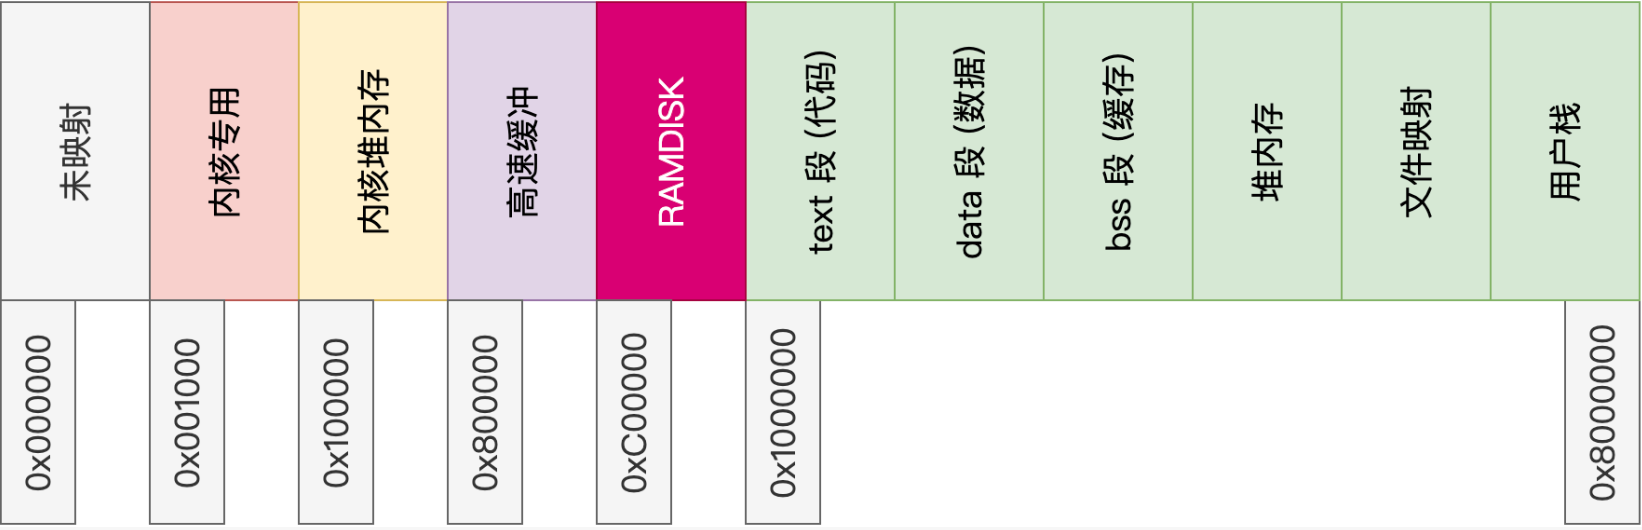 未映射
内核专用
内核堆内存
高速缓冲
RAMDISK
text 段 (代码)
data 段 (数据)
bss 段 (缓存)
堆内存
文件映射
用户栈
0x000000
0x001000
0x100000
0x800000
0xC00000
0x1000000
0x8000000